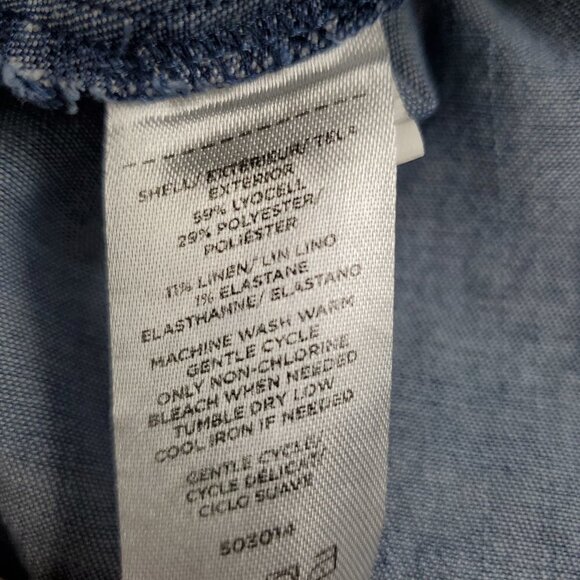 SHELL/ EXTERIEUR/ TELA
EXTERIOR
59% LYOCELL
29% POLYESTER/
POLIESTER
11% LINEN/ LIN LINO
1% ELASTANE
ELASTHANNE/ ELASTANO
MACHINE WASH WARM
GENTLE CYCLE
ONLY NON-CHLORINE
BLEACH WHEN NEEDED
TUMBLE DRY LOW
COOL IRON IF NEEDED
GENTLE CYCLE/
CYCLE DELICAT/
CICLO SUAVE
503014